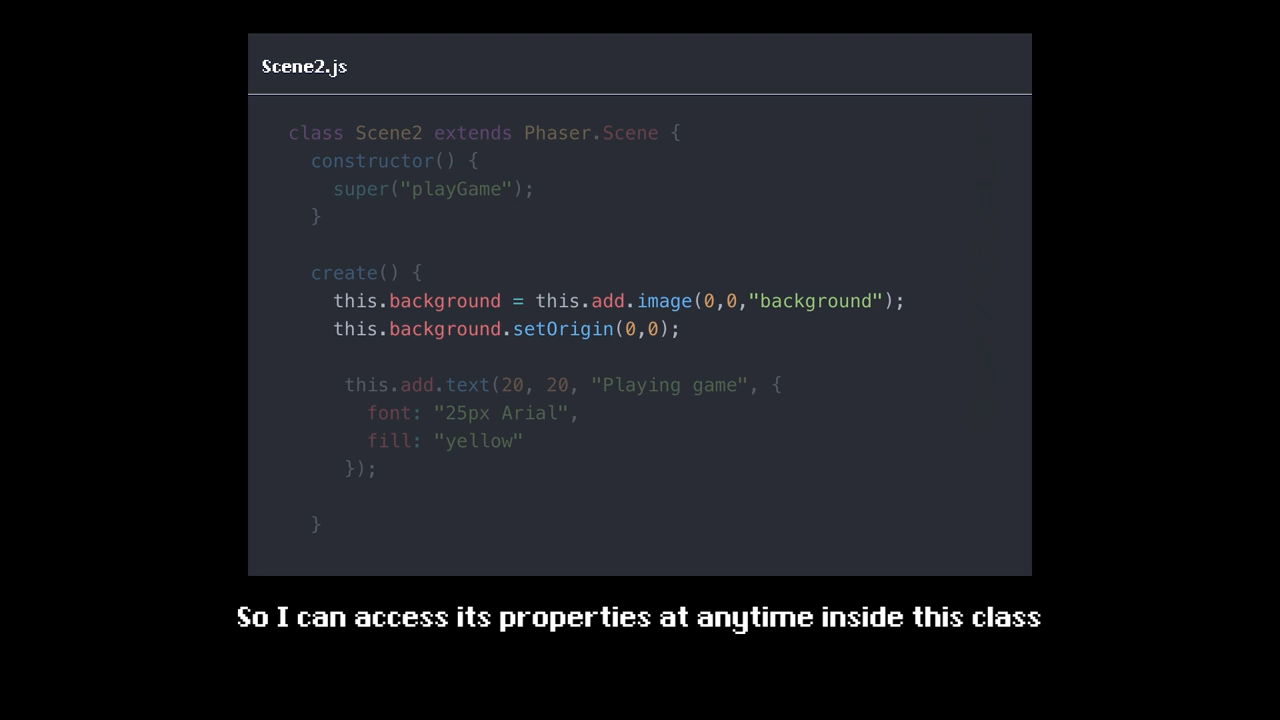 Scene2.js
class Scene2 extends Phaser.Scene {
constructor() {
super("playGame");
}
create() {
this.background = this.add.image(0,0,"background");
this.background.setOrigin(0,0);
this.add.text(20, 20, "Playing game", {
font: "25px Arial",
fill: "yellow"
});
}
So I can access its properties at anytime inside this class